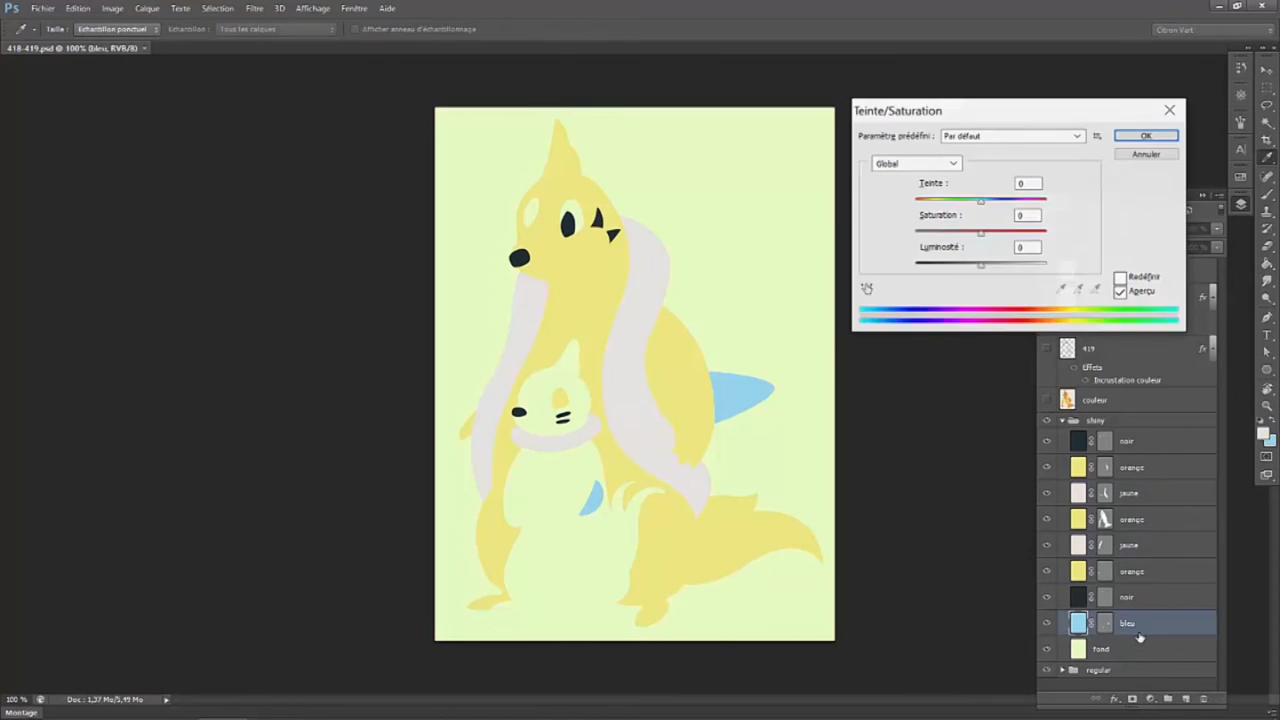 Ps Fichier Edition Image Calque Texte Sélection Filtre 3D Affichage Fenêtre Aide
Taille : Echantillon ponctuel Echantillon : Tous les calques Afficher anneau d'échantillonnage Citron Vert
418-419.psd @ 100% (bleu, RVB/8)
Teinte/Saturation
Paramètre prédéfini : Par défaut OK
Global Annuler
Teinte : 0
Saturation : 0
Luminosité : 0
Redéfinir
Aperçu
419 fx
Effets
Incrustation couleur
couleur
shiny
noir
orange
jaune
orange
jaune
orange
noir
bleu
fond
regular
100 % Doc : 1,37 Mo/5,49 Mo
Montage